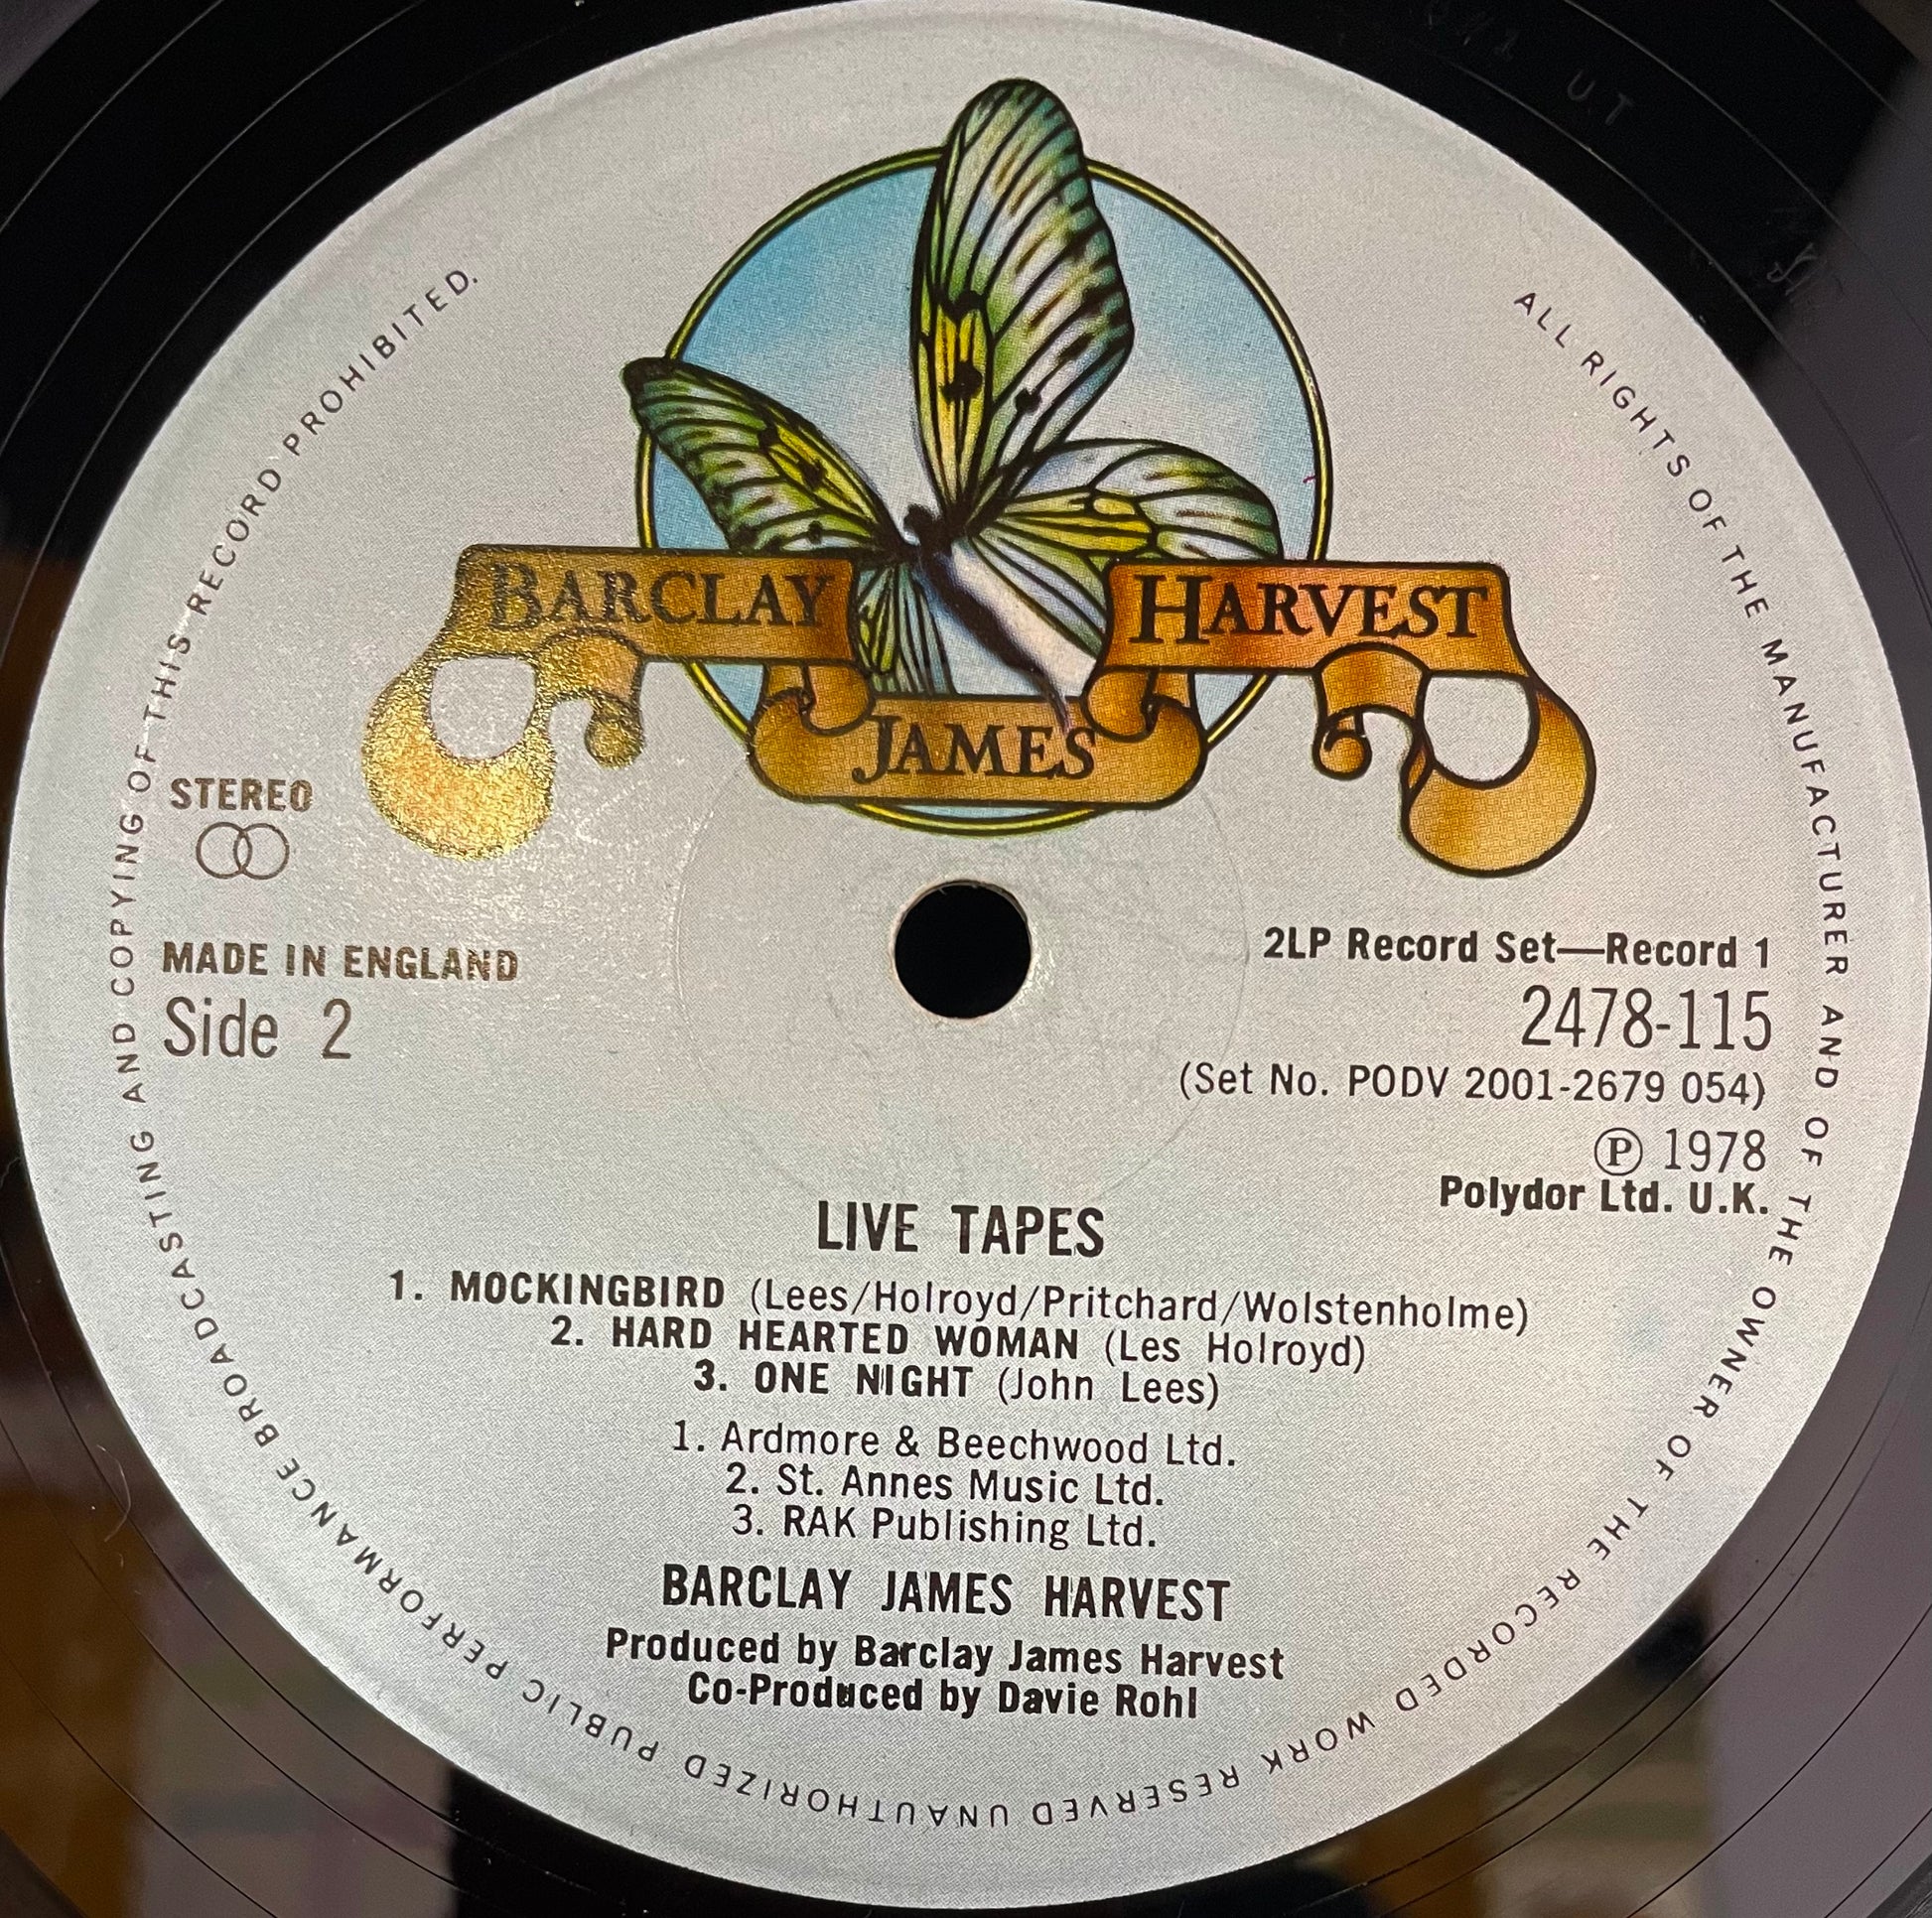 BARCLAY
JAMES
HARVEST
STEREO
MADE IN ENGLAND
Side 2
2LP Record Set—Record 1
2478-115
(Set No. PODV 2001-2679 054)
Ⓟ 1978
Polydor Ltd. U.K.
LIVE TAPES
1. MOCKINGBIRD (Lees/Holroyd/Pritchard/Wolstenholme)
2. HARD HEARTED WOMAN (Les Holroyd)
3. ONE NIGHT (John Lees)
1. Ardmore & Beechwood Ltd.
2. St. Annes Music Ltd.
3. RAK Publishing Ltd.
BARCLAY JAMES HARVEST
Produced by Barclay James Harvest
Co-Produced by Davie Rohl
ALL RIGHTS OF THE MANUFACTURER AND OF THE OWNER OF THE RECORDED WORK RESERVED UNAUTHORIZED PUBLIC PERFORMANCE BROADCASTING AND COPYING OF THIS RECORD PROHIBITED.